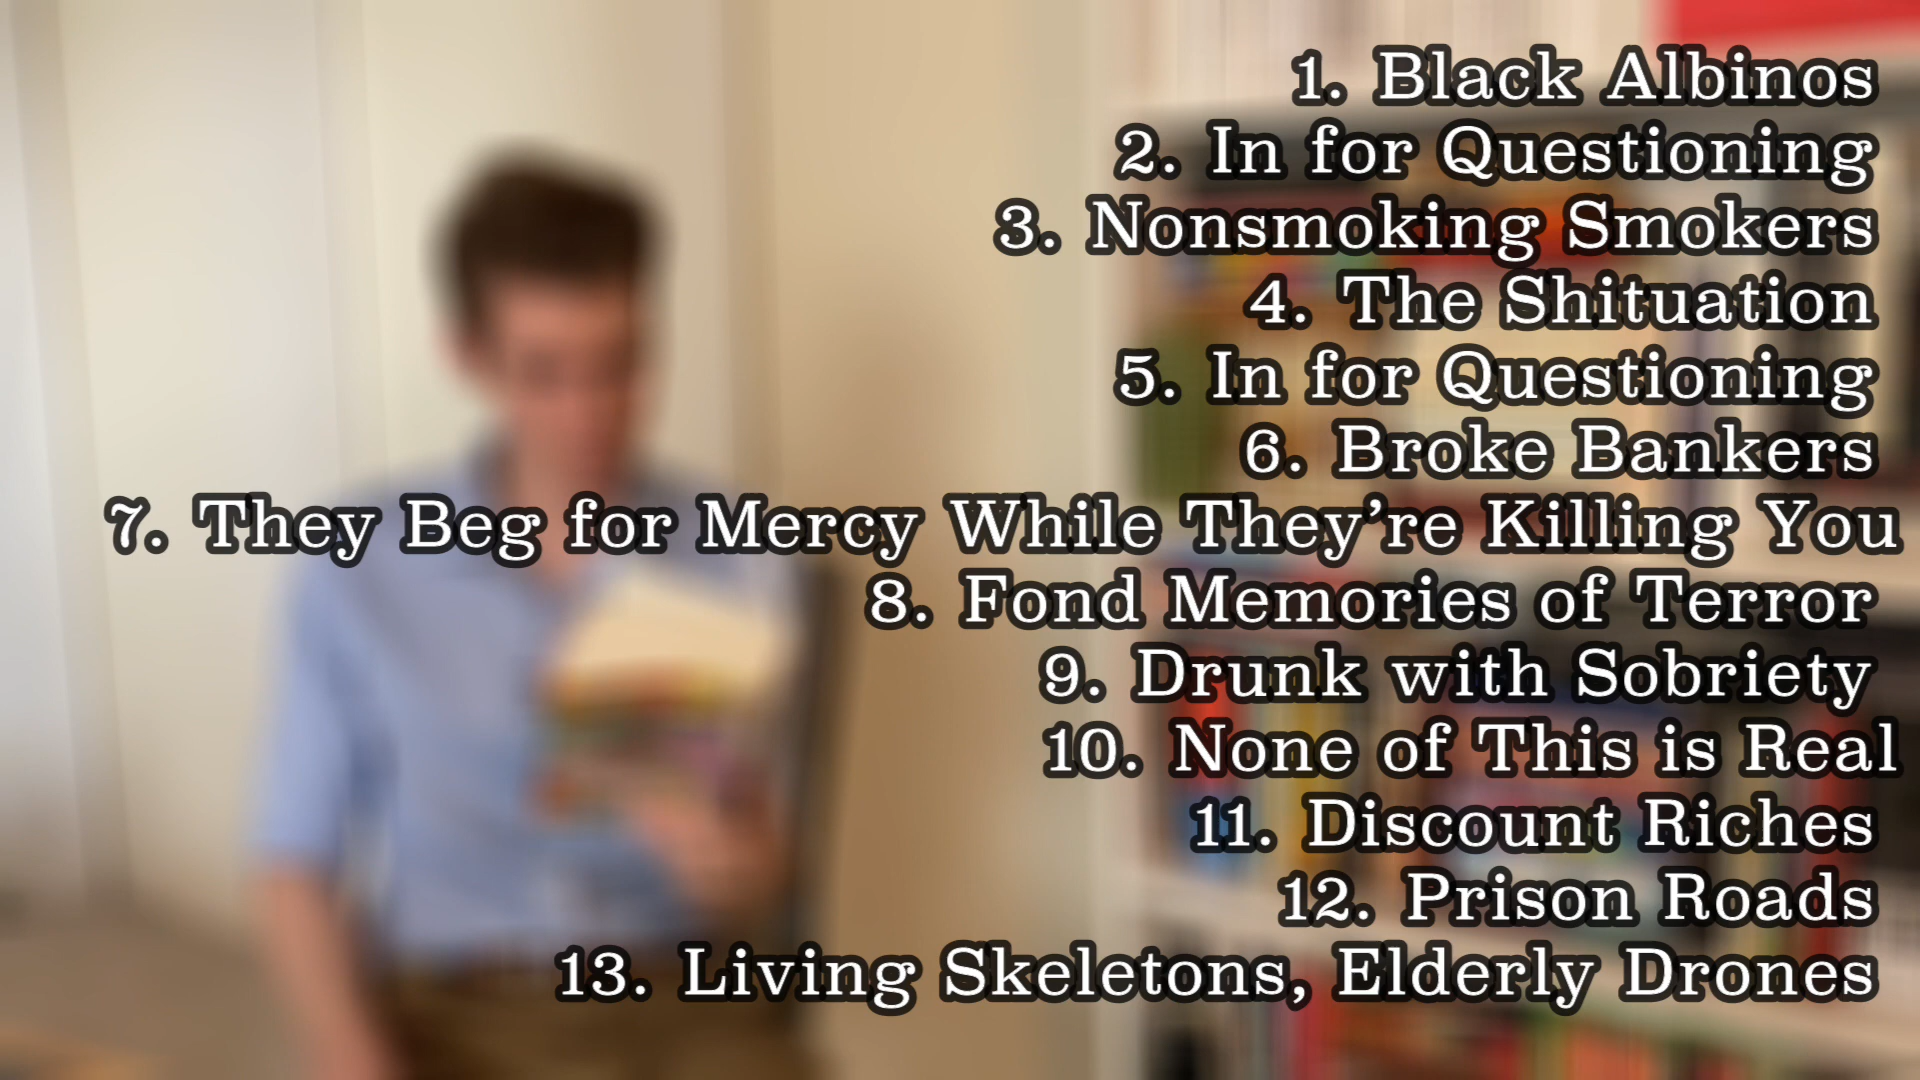 1. Black Albinos
2. In for Questioning
3. Nonsmoking Smokers
4. The Shituation
5. In for Questioning
6. Broke Bankers
7. They Beg for Mercy While They're Killing You
8. Fond Memories of Terror
9. Drunk with Sobriety
10. None of This is Real
11. Discount Riches
12. Prison Roads
13. Living Skeletons, Elderly Drones